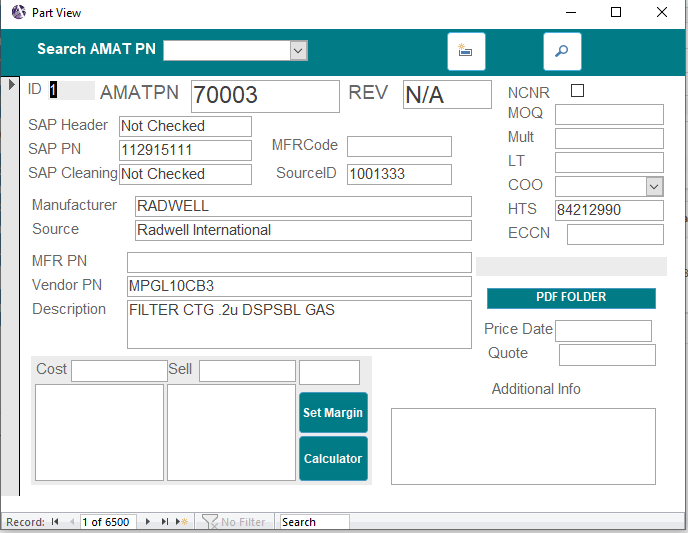 Part View
Search AMAT PN
ID 1 AMATPN 70003 REV N/A
NCNR
MOQ
Mult
LT
COO
HTS 84212990
ECCN
SAP Header Not Checked
SAP PN 112915111
SAP Cleaning Not Checked
MFRCode
SourceID 1001333
Manufacturer RADWELL
Source Radwell International
MFR PN
Vendor PN MPGL10CB3
Description FILTER CTG .2u DSPSBL GAS
PDF FOLDER
Price Date
Quote
Additional Info
Cost Sell
Set Margin
Calculator
Record: 1 of 6500 No Filter Search